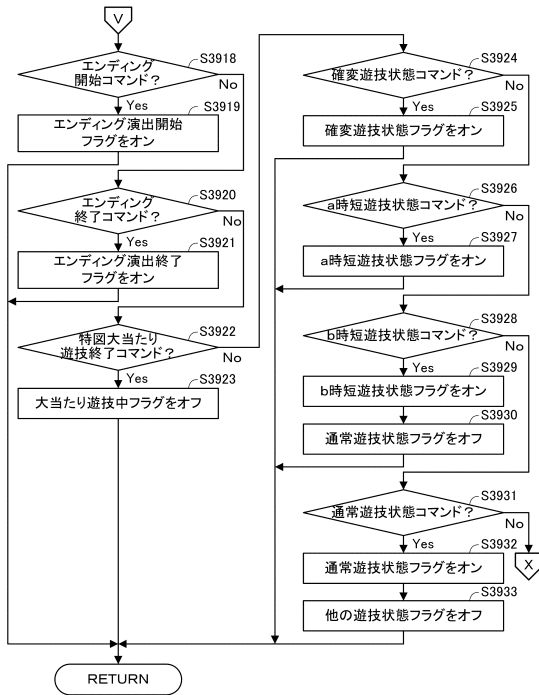 V
エンディング
開始コマンド？
S3918
No
Yes
S3919
エンディング演出開始
フラグをオン
エンディング
終了コマンド？
S3920
No
Yes
S3921
エンディング演出終了
フラグをオン
特図大当たり
遊技終了コマンド？
S3922
No
Yes
S3923
大当たり遊技中フラグをオフ
RETURN
確変遊技状態コマンド？
S3924
No
Yes
S3925
確変遊技状態フラグをオン
a時短遊技状態コマンド？
S3926
No
Yes
S3927
a時短遊技状態フラグをオン
b時短遊技状態コマンド？
S3928
No
Yes
S3929
b時短遊技状態フラグをオン
S3930
通常遊技状態フラグをオフ
通常遊技状態コマンド？
S3931
No
Yes
X
S3932
通常遊技状態フラグをオン
S3933
他の遊技状態フラグをオフ